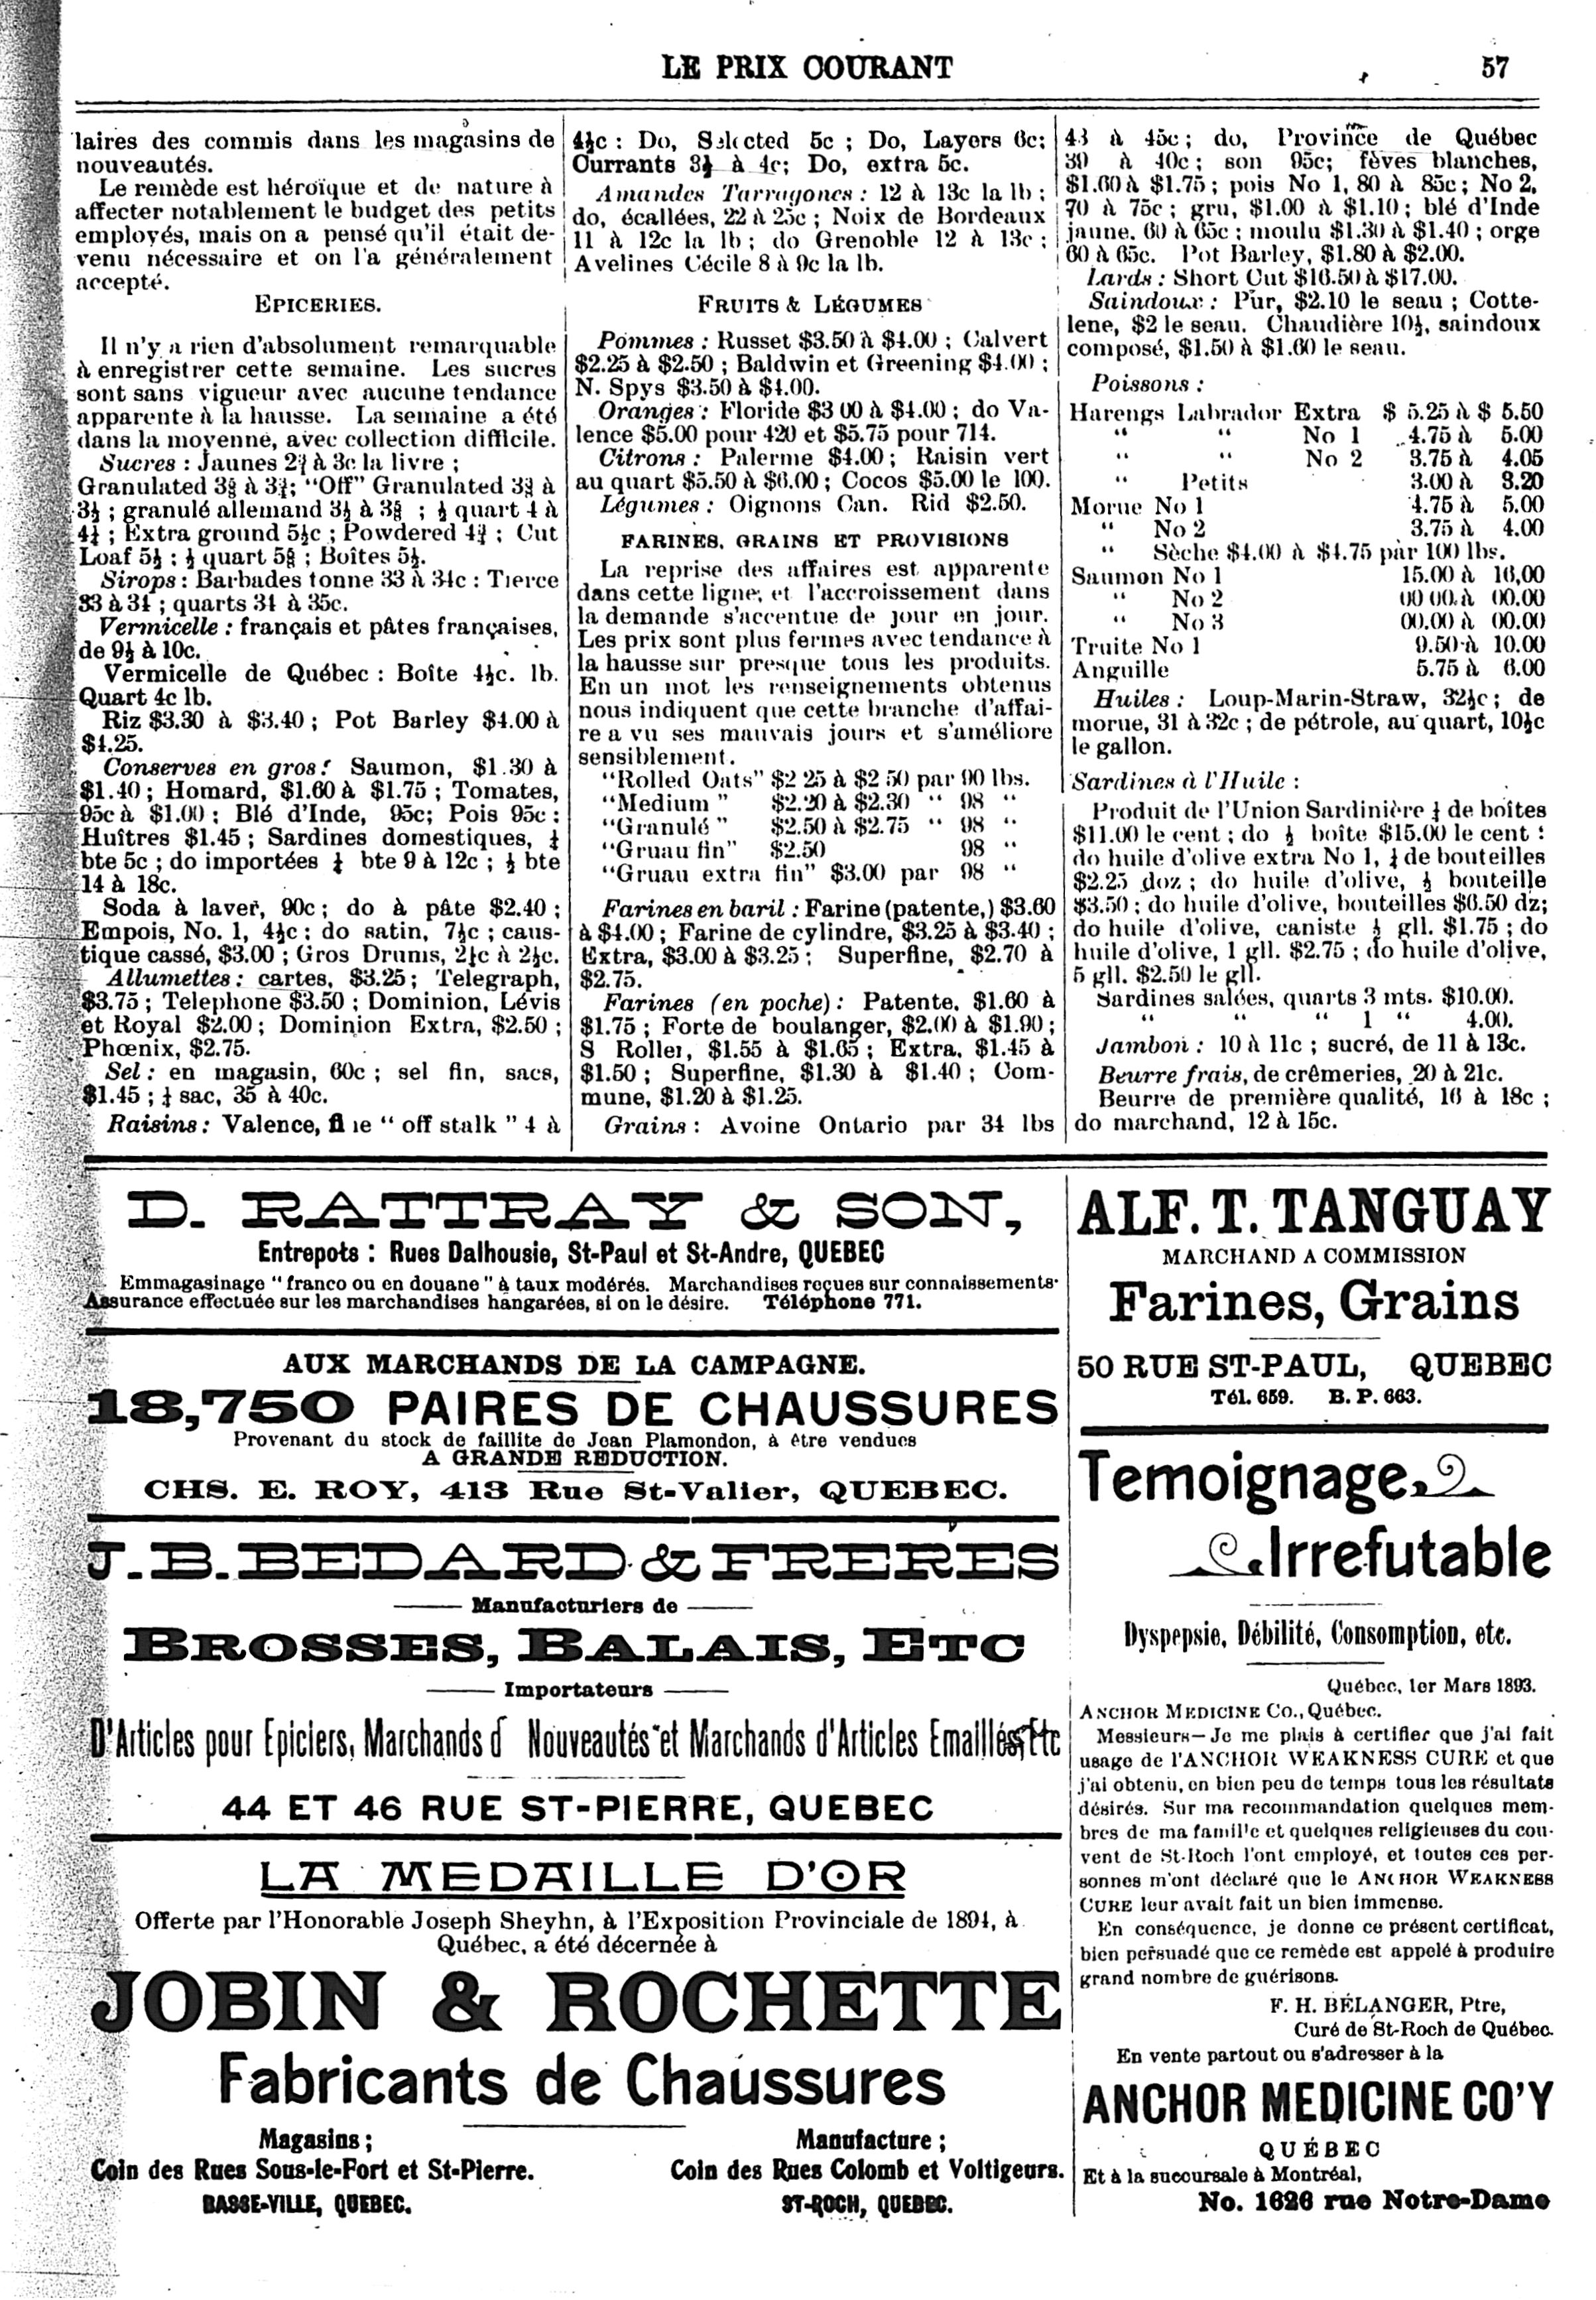 LE PRIX COURANT
57
laires des commis dans les magasins de
nouveautés.
Le remède est héroïque et de nature à
affecter notablement le budget des petits
employés, mais on a pensé qu'il était de-
venu nécessaire et on l'a généralement
accepté.
EPICERIES.
Il n'y a rien d'absolument remarquable
à enregistrer cette semaine. Les sucres
sont sans vigueur avec aucune tendance
apparente à la hausse. La semaine a été
dans la moyenne, avec collection difficile.
Sucres : Jaunes 2¾ à 3c la livre ;
Granulated 3⅝ à 3¾; "Off" Granulated 3⅜ à
3½ ; granulé allemand 3½ à 3⅝ ; ½ quart 4 à
4¼ ; Extra ground 5½c ; Powdered 4¾ ; Cut
Loaf 5½ : ½ quart 5⅝ ; Boîtes 5½.
Sirops : Barbades tonne 33 à 34c : Tierce
33 à 34 ; quarts 34 à 35c.
Vermicelle : français et pâtes françaises,
de 9½ à 10c.
Vermicelle de Québec : Boîte 4½c. lb.
Quart 4c lb.
Riz $3.30 à $3.40 ; Pot Barley $4.00 à
$4.25.
Conserves en gros : Saumon, $1.30 à
$1.40 ; Homard, $1.60 à $1.75 ; Tomates,
95c à $1.00 ; Blé d'Inde, 95c; Pois 95c :
Huîtres $1.45 ; Sardines domestiques, ¼
bte 5c ; do importées ¼ bte 9 à 12c ; ½ bte
14 à 18c.
Soda à laver, 90c ; do à pâte $2.40 ;
Empois, No. 1, 4½c ; do satin, 7½c ; caus-
tique cassé, $3.00 ; Gros Drums, 2¼c à 2½c.
Allumettes : cartes, $3.25 ; Telegraph,
$3.75 ; Telephone $3.50 ; Dominion, Lévis
et Royal $2.00 ; Dominion Extra, $2.50 ;
Phœnix, $2.75.
Sel : en magasin, 60c ; sel fin, sacs,
$1.45 ; ¼ sac, 35 à 40c.
Raisins : Valence, fine " off stalk " 4 à
4½c : Do, Selected 5c ; Do, Layers 6c;
Currants 3½ à 4c; Do, extra 5c.
Amandes Tarragones : 12 à 13c la lb ;
do, écallées, 22 à 25c ; Noix de Bordeaux
11 à 12c la lb ; do Grenoble 12 à 13c ;
Avelines Cécile 8 à 9c la lb.
FRUITS & LÉGUMES
Pommes : Russet $3.50 à $4.00 ; Calvert
$2.25 à $2.50 ; Baldwin et Greening $4.00 ;
N. Spys $3.50 à $4.00.
Oranges : Floride $3 00 à $4.00 ; do Va-
lence $5.00 pour 420 et $5.75 pour 714.
Citrons : Palerme $4.00 ; Raisin vert
au quart $5.50 à $6.00 ; Cocos $5.00 le 100.
Légumes : Oignons Can. Rid $2.50.
FARINES, GRAINS ET PROVISIONS
La reprise des affaires est apparente
dans cette ligne, et l'accroissement dans
la demande s'accentue de jour en jour.
Les prix sont plus fermes avec tendance à
la hausse sur presque tous les produits.
En un mot les renseignements obtenus
nous indiquent que cette branche d'affai-
re a vu ses mauvais jours et s'améliore
sensiblement.
"Rolled Oats" $2 25 à $2 50 par 90 lbs.
"Medium " $2.20 à $2.30 " 98 "
"Granulé " $2.50 à $2.75 " 98 "
"Gruau fin" $2.50 98 "
"Gruau extra fin" $3.00 par 98 "
Farines en baril : Farine (patente,) $3.60
à $4.00 ; Farine de cylindre, $3.25 à $3.40 ;
Extra, $3.00 à $3.25 ; Superfine, $2.70 à
$2.75.
Farines (en poche) : Patente, $1.60 à
$1.75 ; Forte de boulanger, $2.00 à $1.90 ;
S Roller, $1.55 à $1.65 ; Extra, $1.45 à
$1.50 ; Superfine, $1.30 à $1.40 ; Com-
mune, $1.20 à $1.25.
Grains : Avoine Ontario par 34 lbs
43 à 45c ; do, Province de Québec
39 à 40c ; son 95c; fèves blanches,
$1.60 à $1.75 ; pois No 1, 80 à 85c ; No 2,
70 à 75c ; gru, $1.00 à $1.10 ; blé d'Inde
jaune, 60 à 65c ; moulu $1.30 à $1.40 ; orge
60 à 65c. Pot Barley, $1.80 à $2.00.
Lards : Short Cut $16.50 à $17.00.
Saindoux : Pur, $2.10 le seau ; Cotte-
lene, $2 le seau. Chaudière 10½, saindoux
composé, $1.50 à $1.60 le seau.
Poissons :
Harengs Labrador Extra $ 5.25 à $ 5.50
" " No 1 4.75 à 5.00
" " No 2 3.75 à 4.05
" Petits 3.00 à 3.20
Morue No 1 4.75 à 5.00
" No 2 3.75 à 4.00
" Sèche $4.00 à $4.75 par 100 lbs.
Saumon No 1 15.00 à 16,00
" No 2 00 00 à 00.00
" No 3 00.00 à 00.00
Truite No 1 9.50 à 10.00
Anguille 5.75 à 6.00
Huiles : Loup-Marin-Straw, 32½c ; de
morue, 31 à 32c ; de pétrole, au quart, 10½c
le gallon.
Sardines à l'Huile :
Produit de l'Union Sardinière ¼ de boites
$11.00 le cent ; do ½ boîte $15.00 le cent :
do huile d'olive extra No 1, ¼ de bouteilles
$2.25 doz ; do huile d'olive, ½ bouteille
$3.50 ; do huile d'olive, bouteilles $6.50 dz;
do huile d'olive, caniste ½ gll. $1.75 ; do
huile d'olive, 1 gll. $2.75 ; do huile d'olive,
5 gll. $2.50 le gll.
Sardines salées, quarts 3 mts. $10.00.
" " " 1 " 4.00.
Jambon : 10 à 11c ; sucré, de 11 à 13c.
Beurre frais, de crêmeries, 20 à 21c.
Beurre de première qualité, 16 à 18c ;
do marchand, 12 à 15c.
D. RATTRAY & SON,
Entrepots : Rues Dalhousie, St-Paul et St-Andre, QUEBEC
Emmagasinage " franco ou en douane " à taux modérés. Marchandises reçues sur connaissements.
Assurance effectuée sur les marchandises hangarées, si on le désire. Téléphone 771.
AUX MARCHANDS DE LA CAMPAGNE.
18,750 PAIRES DE CHAUSSURES
Provenant du stock de faillite de Jean Plamondon, à être vendues
A GRANDE REDUCTION.
CHS. E. ROY, 413 Rue St-Valier, QUEBEC.
J. B. BEDARD & FRERES
Manufacturiers de
BROSSES, BALAIS, ETC
Importateurs
D'Articles pour Epiciers, Marchands d Nouveautés et Marchands d'Articles Emaillés, Etc
44 ET 46 RUE ST-PIERRE, QUEBEC
LA MEDAILLE D'OR
Offerte par l'Honorable Joseph Sheyhn, à l'Exposition Provinciale de 1894, à
Québec, a été décernée à
JOBIN & ROCHETTE
Fabricants de Chaussures
Magasins ;
Coin des Rues Sous-le-Fort et St-Pierre.
BASSE-VILLE, QUEBEC.
Manufacture ;
Coin des Rues Colomb et Voltigeurs.
ST-ROCH, QUEBEC.
ALF. T. TANGUAY
MARCHAND A COMMISSION
Farines, Grains
50 RUE ST-PAUL, QUEBEC
Tél. 659. B. P. 663.
Temoignage
Irrefutable
Dyspepsie, Débilité, Consomption, etc.
Québec, 1er Mars 1893.
ANCHOR MEDICINE CO., Québec.
Messieurs—Je me plais à certifier que j'ai fait
usage de l'ANCHOR WEAKNESS CURE et que
j'ai obtenu, en bien peu de temps tous les résultats
désirés. Sur ma recommandation quelques mem-
bres de ma famil'e et quelques religieuses du cou-
vent de St-Roch l'ont employé, et toutes ces per-
sonnes m'ont déclaré que le ANCHOR WEAKNESS
CURE leur avait fait un bien immense.
En conséquence, je donne ce présent certificat,
bien persuadé que ce remède est appelé à produire
grand nombre de guérisons.
F. H. BÉLANGER, Ptre,
Curé de St-Roch de Québec.
En vente partout ou s'adresser à la
ANCHOR MEDICINE CO'Y
QUÉBEC
Et à la succursale à Montréal,
No. 1626 rue Notre-Dame